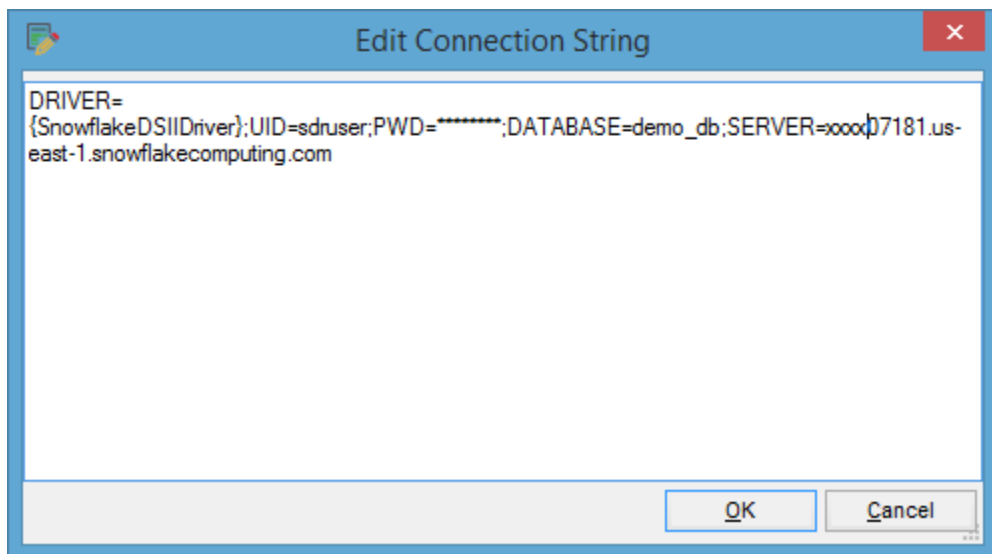 Edit Connection String
DRIVER=
{SnowflakeDSIIDriver};UID=sdruser;PWD=********;DATABASE=demo_db;SERVER=xxxx07181.us-
east-1.snowflakecomputing.com
OK
Cancel